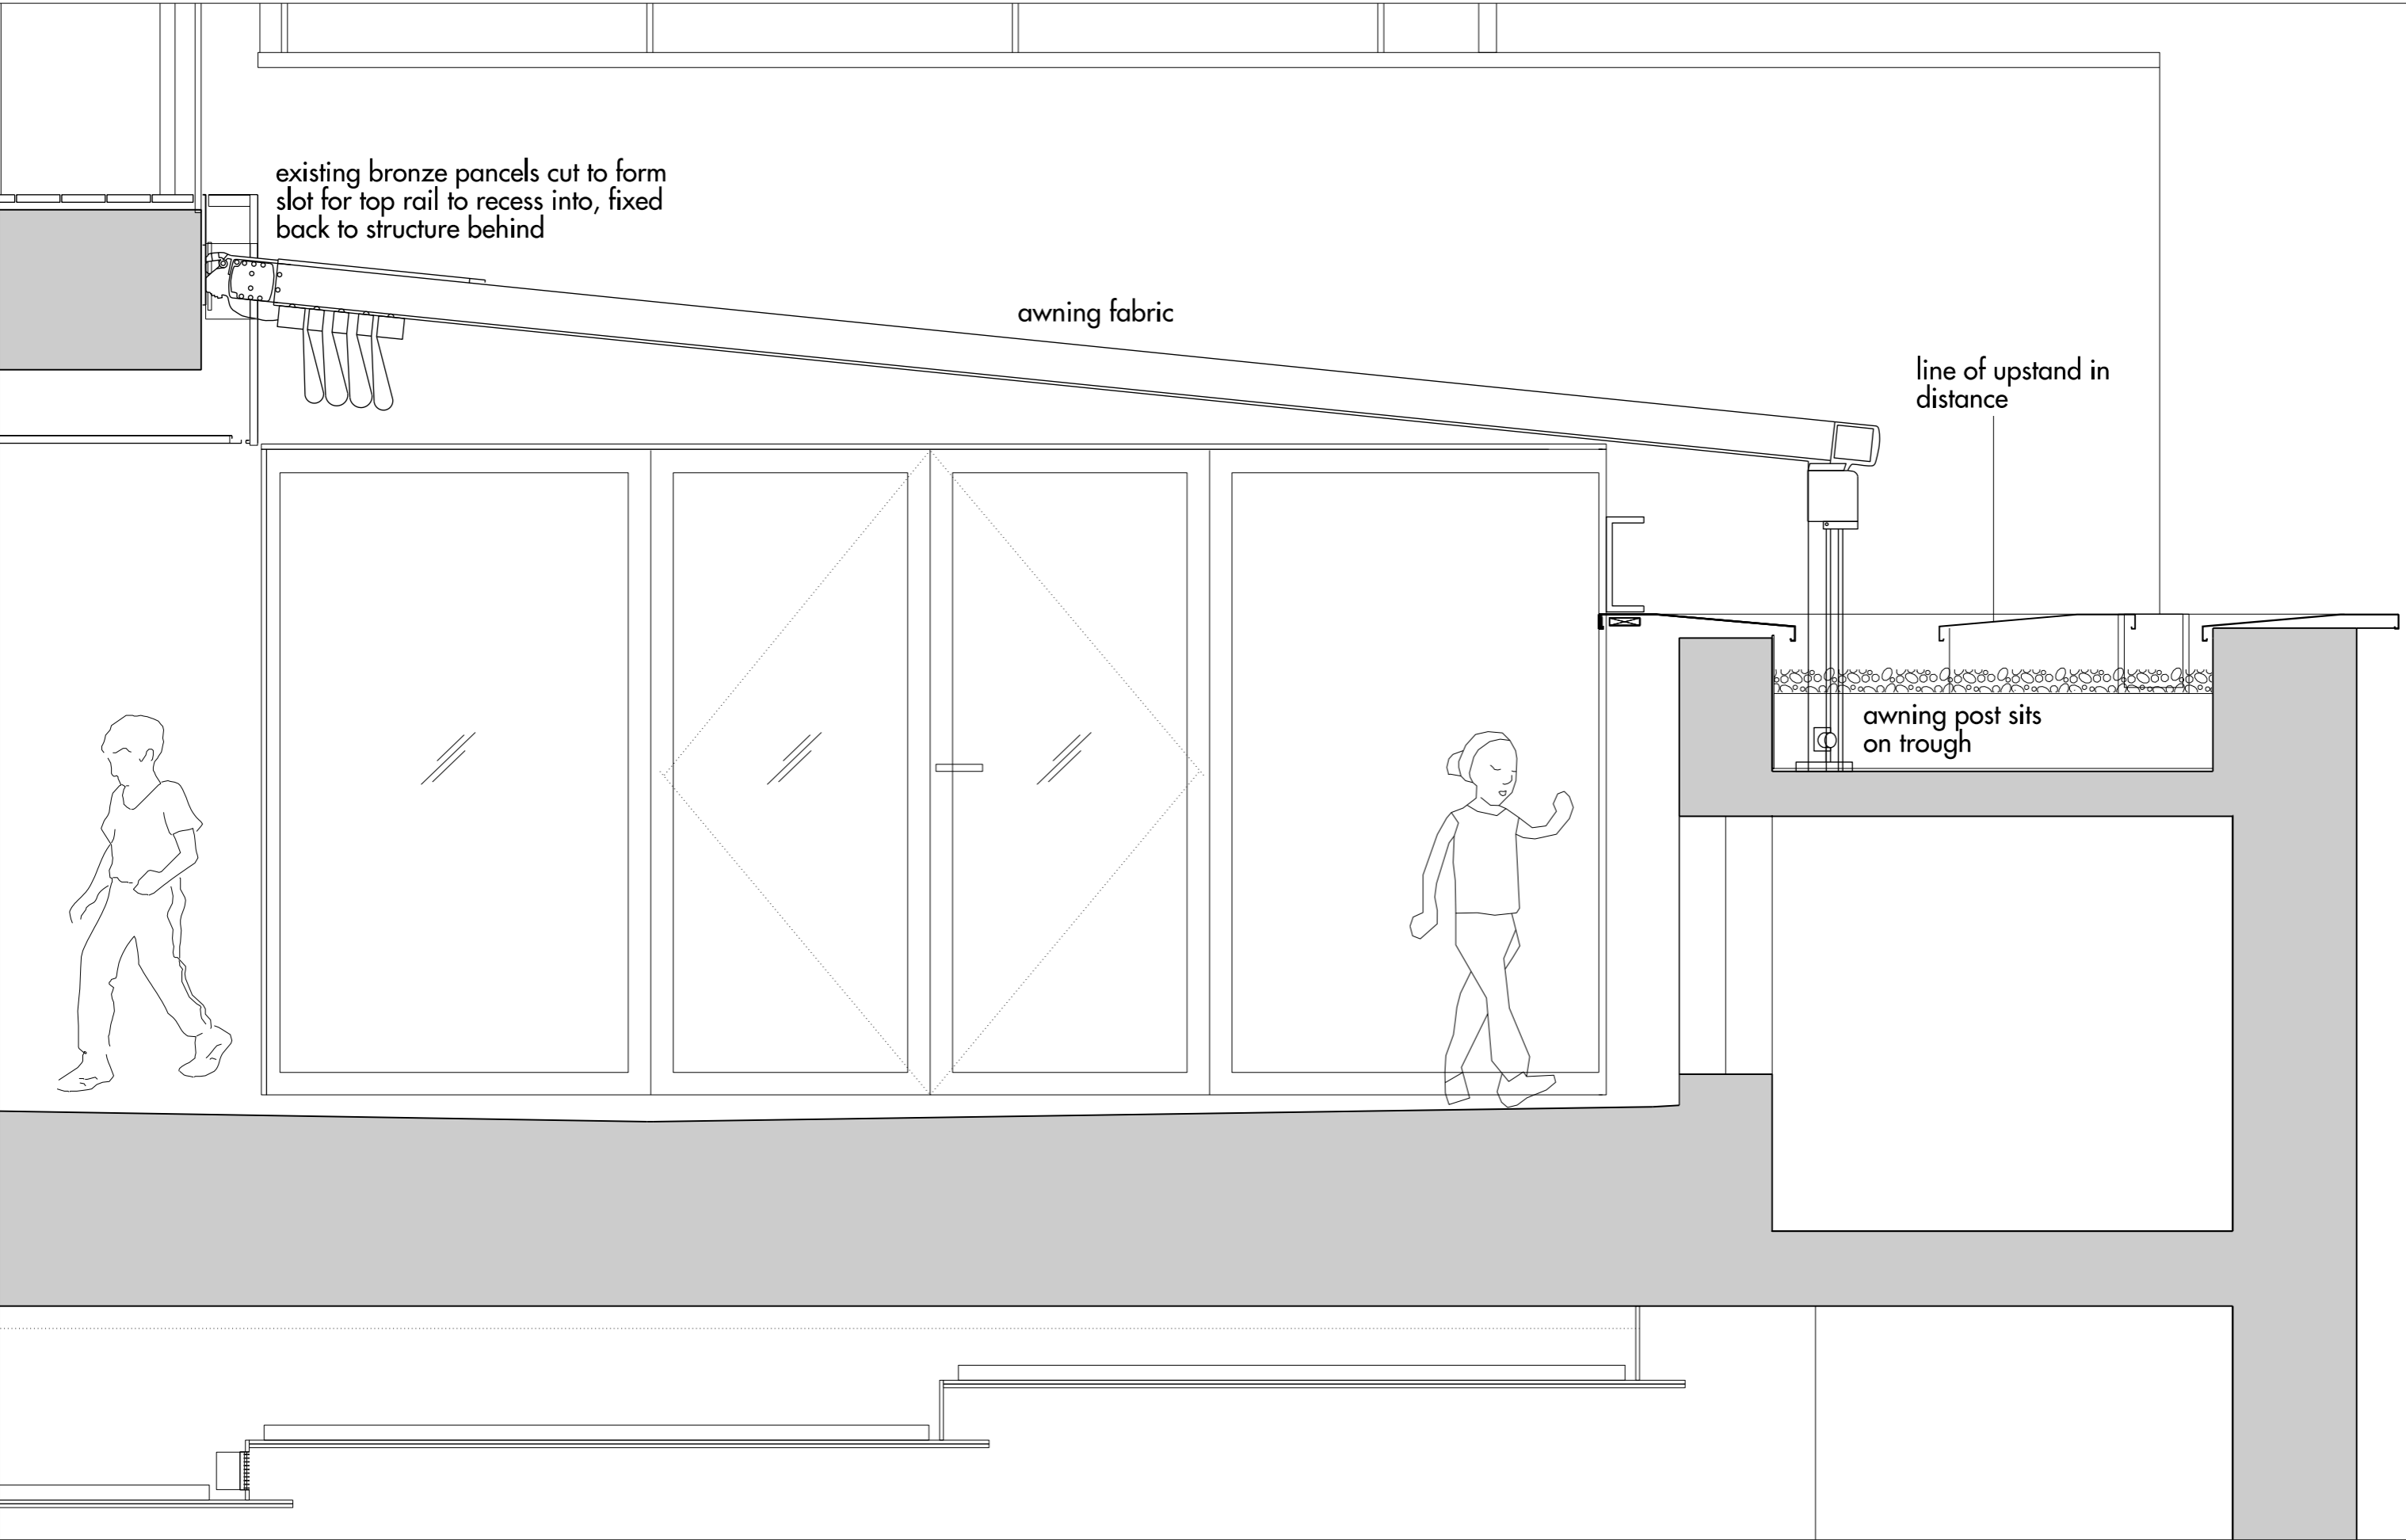 existing bronze pancels cut to form
slot for top rail to recess into, fixed
back to structure behind
awning fabric
line of upstand in
distance
awning post sits
on trough